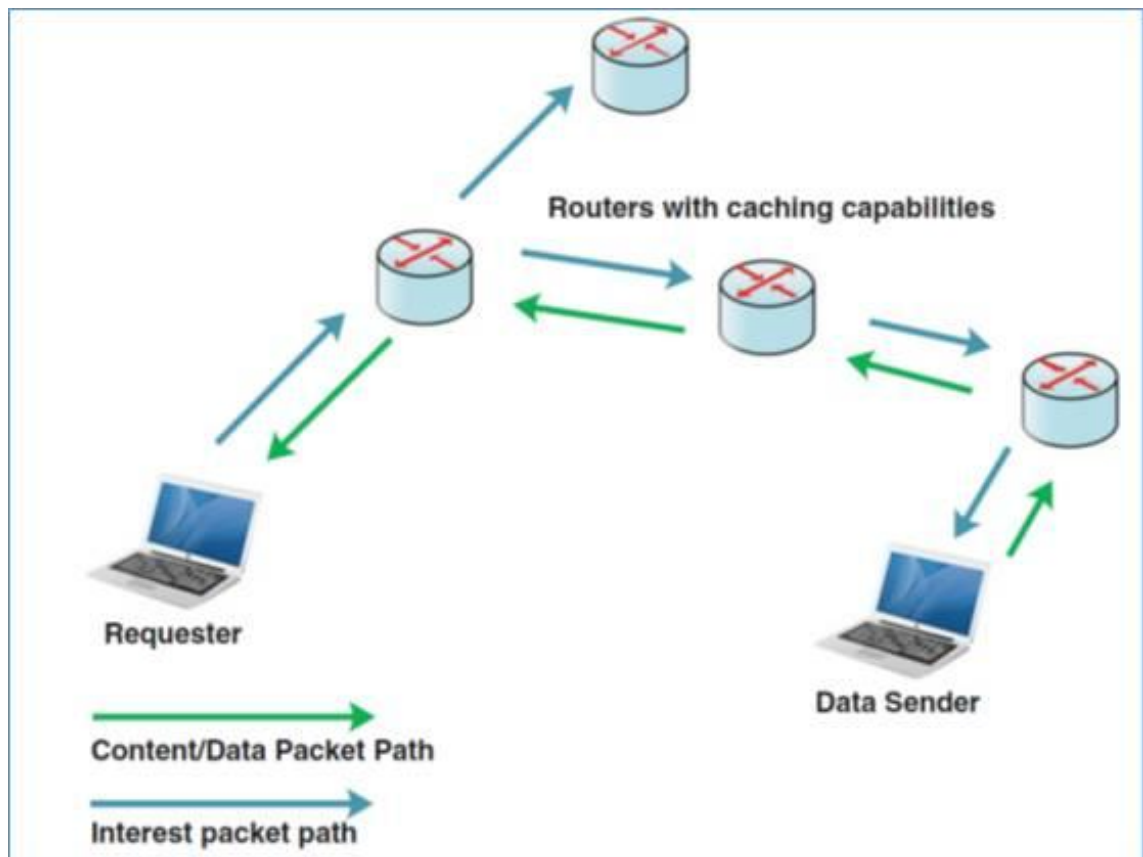 Routers with caching capabilities
Requester
Data Sender
Content/Data Packet Path
Interest packet path